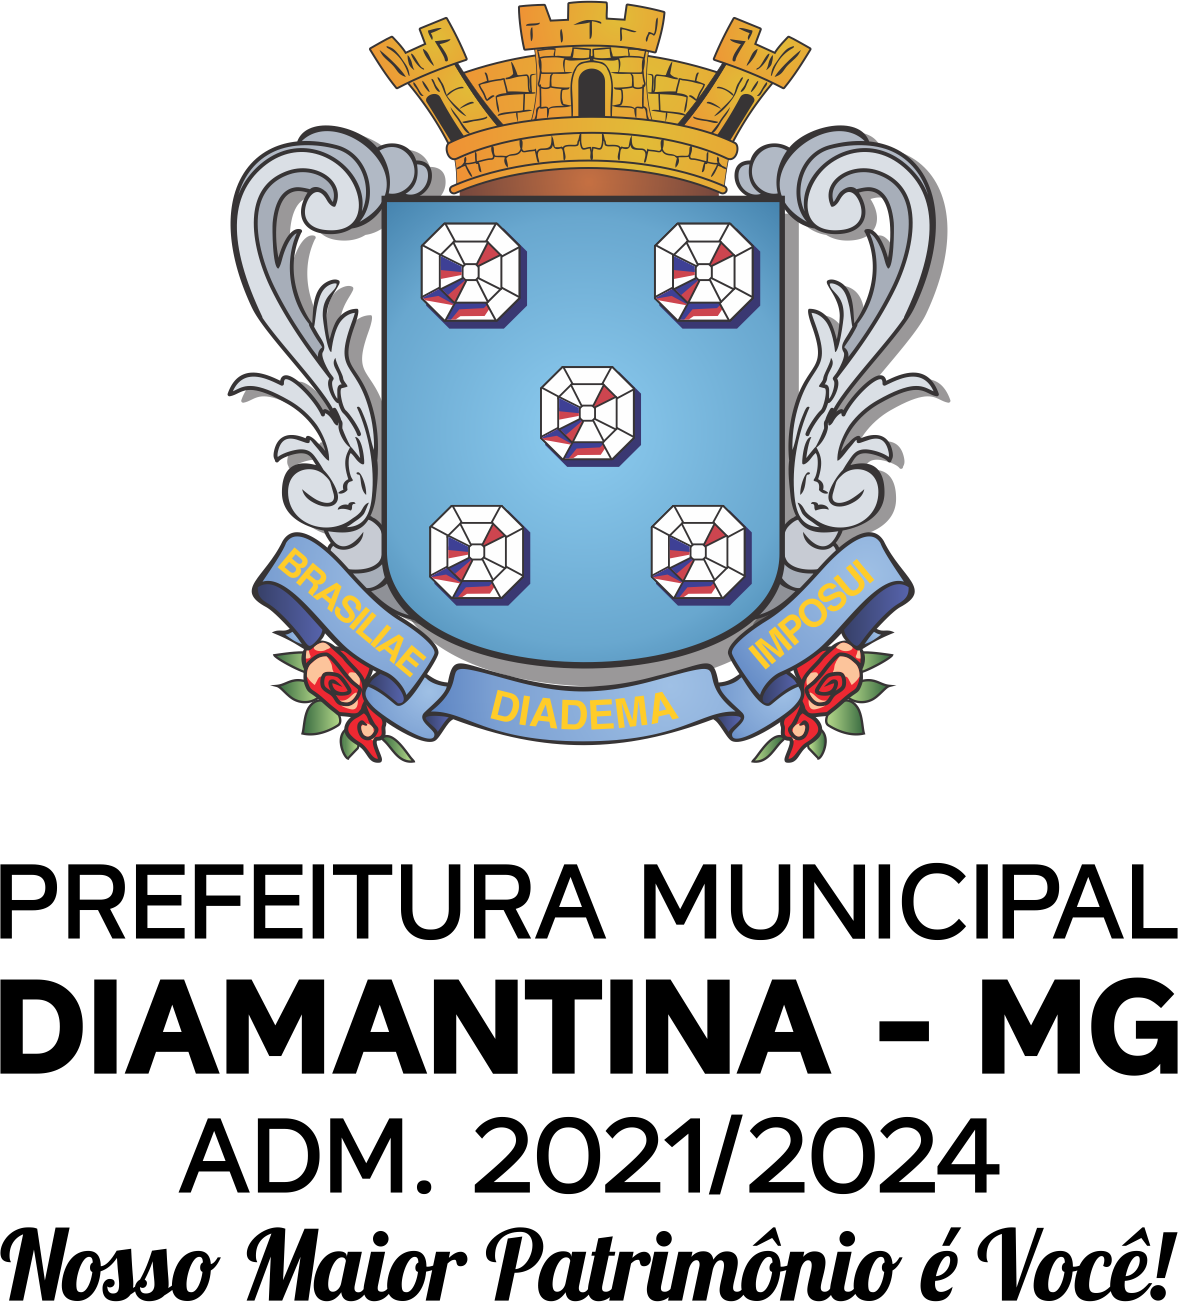 BRASILIAE DIADEMA IMPOSUI
PREFEITURA MUNICIPAL
DIAMANTINA - MG
ADM. 2021/2024
Nosso Maior Patrimônio é Você!